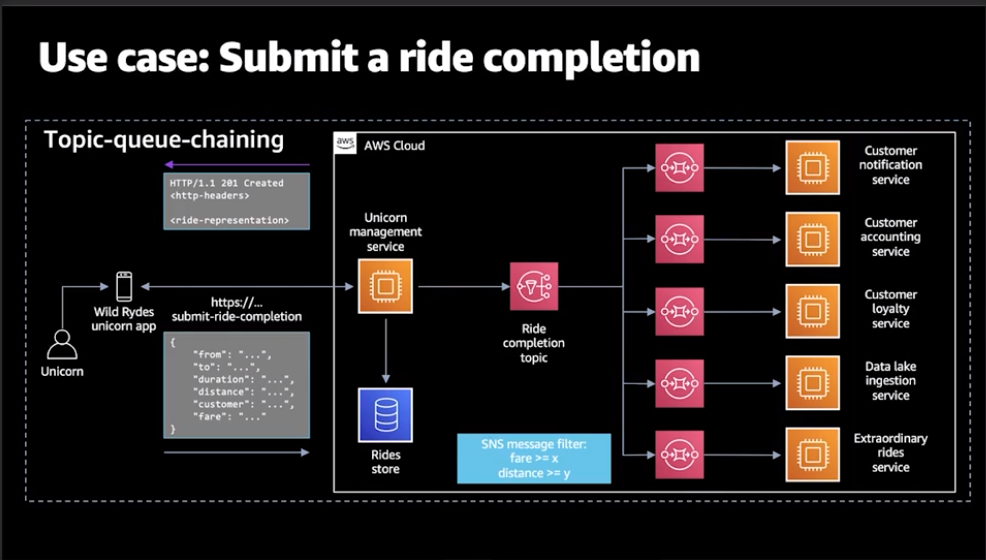 Use case: Submit a ride completion
Topic-queue-chaining
aws
AWS Cloud
HTTP/1.1 201 Created
<http-headers>
<ride-representation>
Unicorn
management
service
Customer
notification
service
Customer
accounting
service
Wild Rydes
unicorn app
https://...
submit-ride-completion
Unicorn
{
"from": "...",
"to": "...",
"duration": "...",
"distance": "...",
"customer": "...",
"fare": "..."
}
Ride
completion
topic
Customer
loyalty
service
Data lake
ingestion
service
Rides
store
SNS message filter:
fare >= x
distance >= y
Extraordinary
rides
service